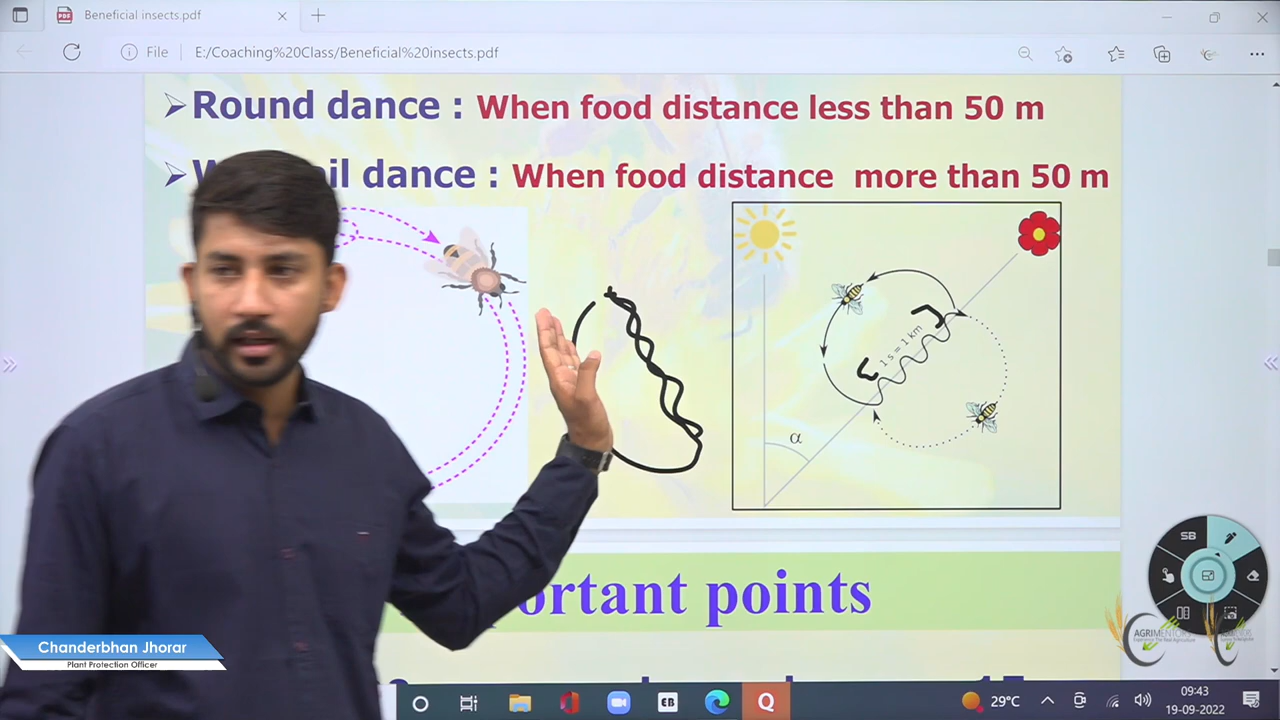 Beneficial insects.pdf
File
E:/Coaching%20Class/Beneficial%20insects.pdf
➢Round dance : When food distance less than 50 m
dance : When food distance more than 50 m
1 s = 1 km
α
points
SB
Chanderbhan Jhorar
Plant Protection Officer
29°C
09:43
19-09-2022